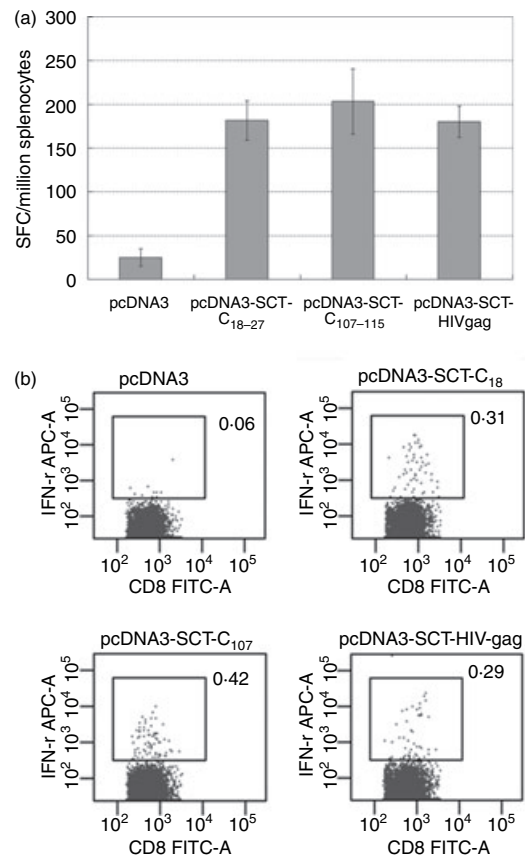 (a)
300
250
200
150
100
50
0
SFC/million splenocytes
pcDNA3
pcDNA3-SCT-
C18–27
pcDNA3-SCT-
C107–115
pcDNA3-SCT-
HIVgag
(b)
pcDNA3
0·06
IFN-r APC-A
10^5
10^4
10^3
10^2
10^2 10^3 10^4 10^5
CD8 FITC-A
pcDNA3-SCT-C18
0·31
IFN-r APC-A
10^5
10^4
10^3
10^2
10^2 10^3 10^4 10^5
CD8 FITC-A
pcDNA3-SCT-C107
0·42
IFN-r APC-A
10^5
10^4
10^3
10^2
10^2 10^3 10^4 10^5
CD8 FITC-A
pcDNA3-SCT-HIV-gag
0·29
IFN-r APC-A
10^5
10^4
10^3
10^2
10^2 10^3 10^4 10^5
CD8 FITC-A